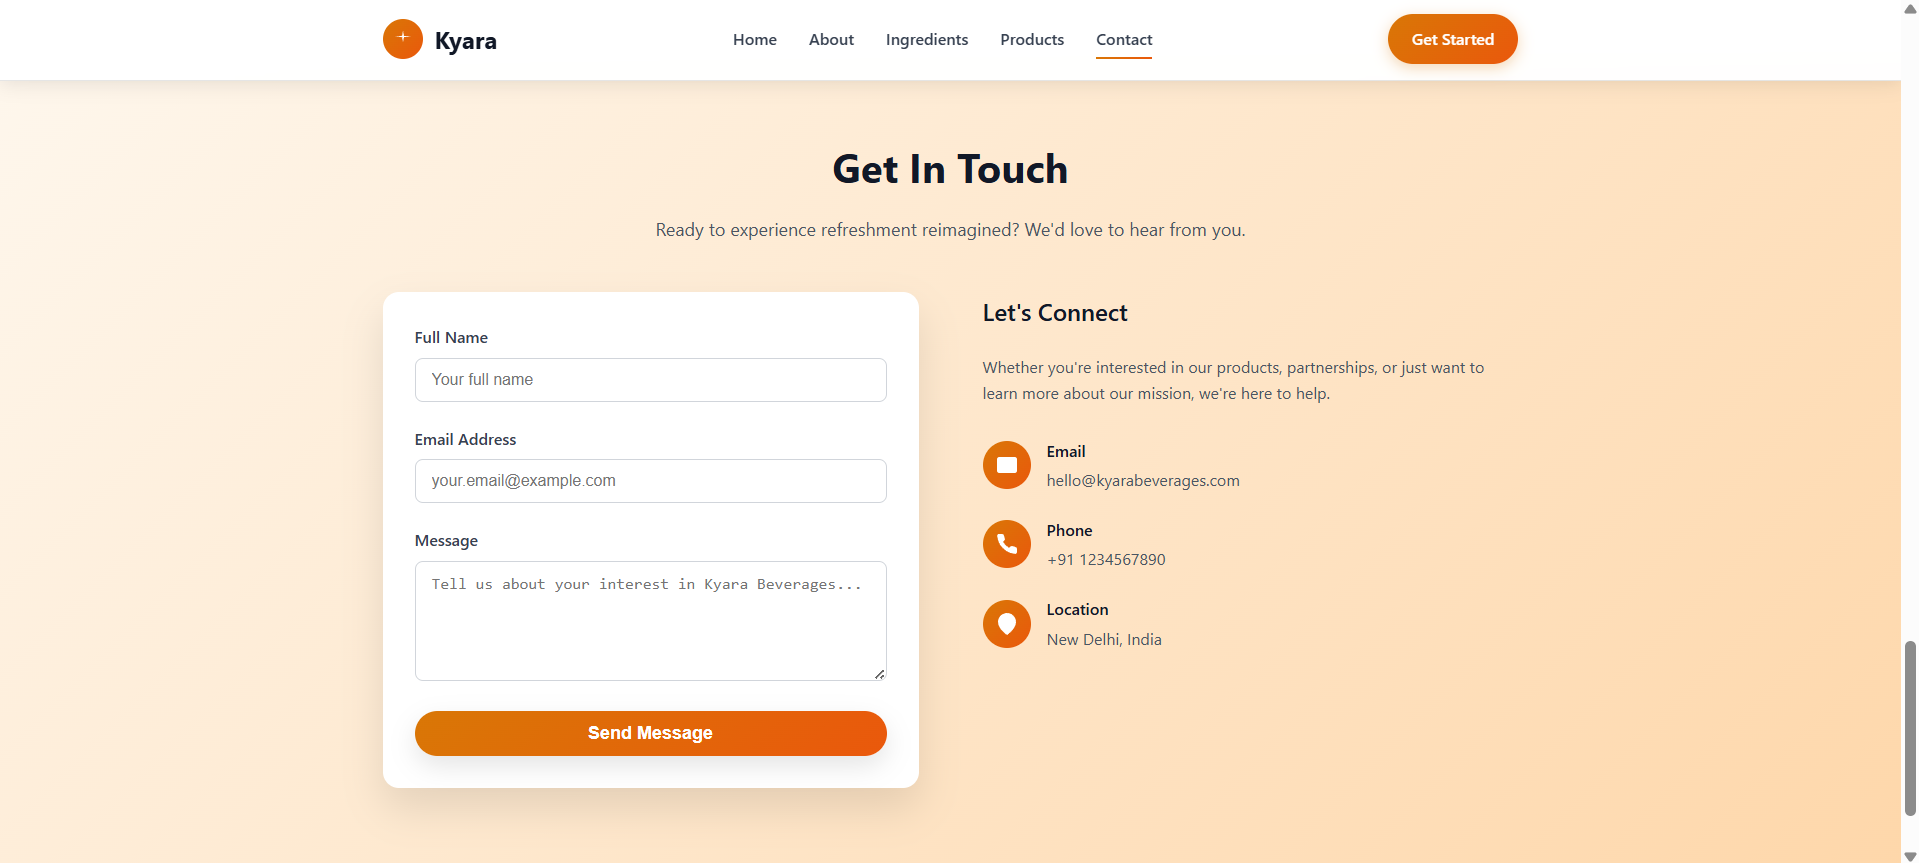 Kyara
Home About Ingredients Products Contact
Get Started
Get In Touch
Ready to experience refreshment reimagined? We'd love to hear from you.
Full Name
Your full name
Email Address
your.email@example.com
Message
Tell us about your interest in Kyara Beverages...
Send Message
Let's Connect
Whether you're interested in our products, partnerships, or just want to
learn more about our mission, we're here to help.
Email
hello@kyarabeverages.com
Phone
+91 1234567890
Location
New Delhi, India